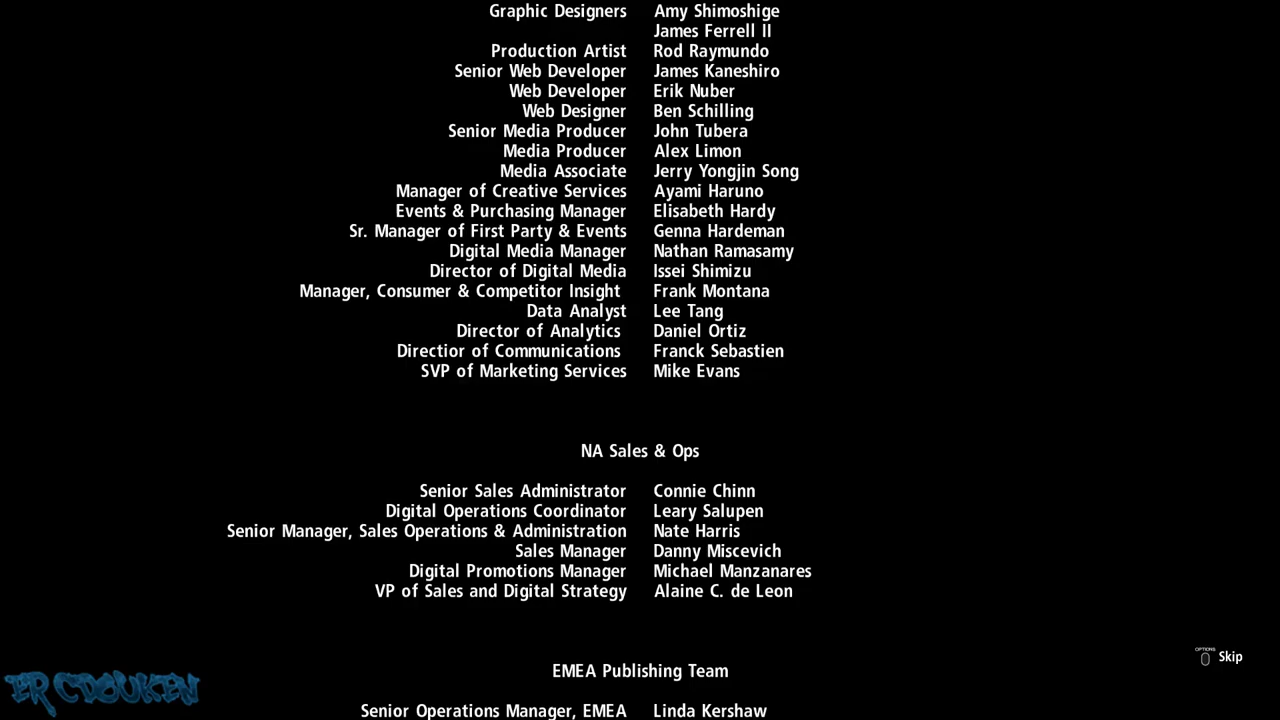 Graphic Designers Amy Shimoshige
James Ferrell II
Production Artist Rod Raymundo
Senior Web Developer James Kaneshiro
Web Developer Erik Nuber
Web Designer Ben Schilling
Senior Media Producer John Tubera
Media Producer Alex Limon
Media Associate Jerry Yongjin Song
Manager of Creative Services Ayami Haruno
Events & Purchasing Manager Elisabeth Hardy
Sr. Manager of First Party & Events Genna Hardeman
Digital Media Manager Nathan Ramasamy
Director of Digital Media Issei Shimizu
Manager, Consumer & Competitor Insight Frank Montana
Data Analyst Lee Tang
Director of Analytics Daniel Ortiz
Direction of Communications Franck Sebastien
SVP of Marketing Services Mike Evans
NA Sales & Ops
Senior Sales Administrator Connie Chinn
Digital Operations Coordinator Leary Salupen
Senior Manager, Sales Operations & Administration Nate Harris
Sales Manager Danny Miscevich
Digital Promotions Manager Michael Manzanares
VP of Sales and Digital Strategy Alaine C. de Leon
OPTIONS Skip
EMEA Publishing Team
ER CDOUKEN
Senior Operations Manager, EMEA Linda Kershaw